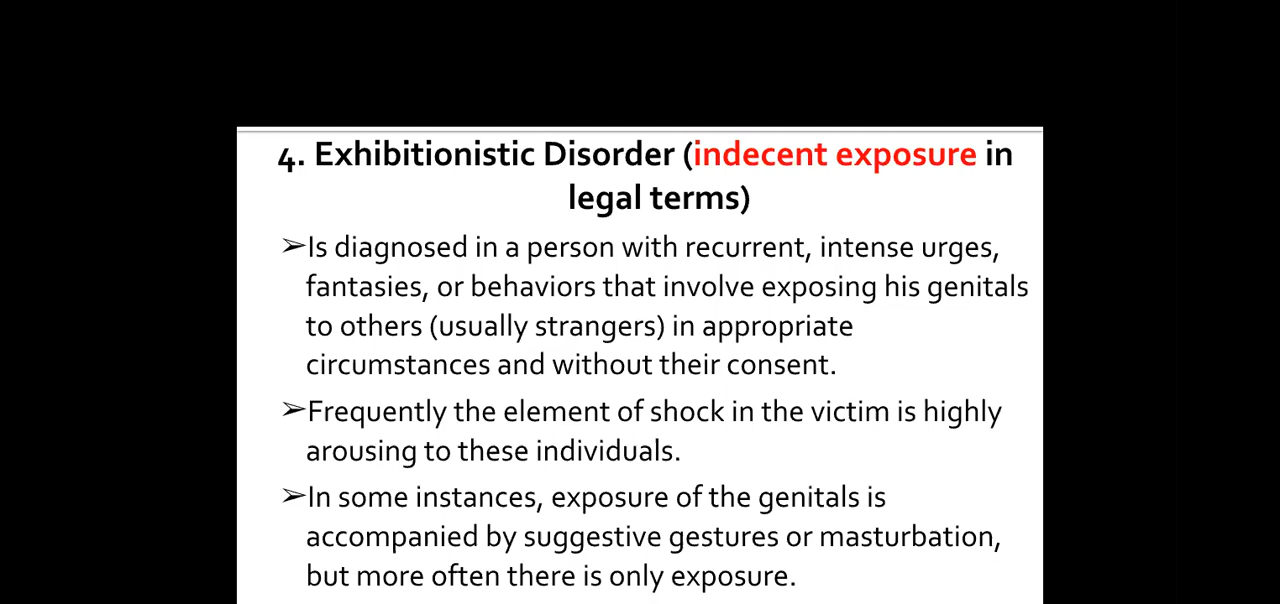 4. Exhibitionistic Disorder (indecent exposure in
legal terms)
➢Is diagnosed in a person with recurrent, intense urges,
fantasies, or behaviors that involve exposing his genitals
to others (usually strangers) in appropriate
circumstances and without their consent.
➢Frequently the element of shock in the victim is highly
arousing to these individuals.
➢In some instances, exposure of the genitals is
accompanied by suggestive gestures or masturbation,
but more often there is only exposure.